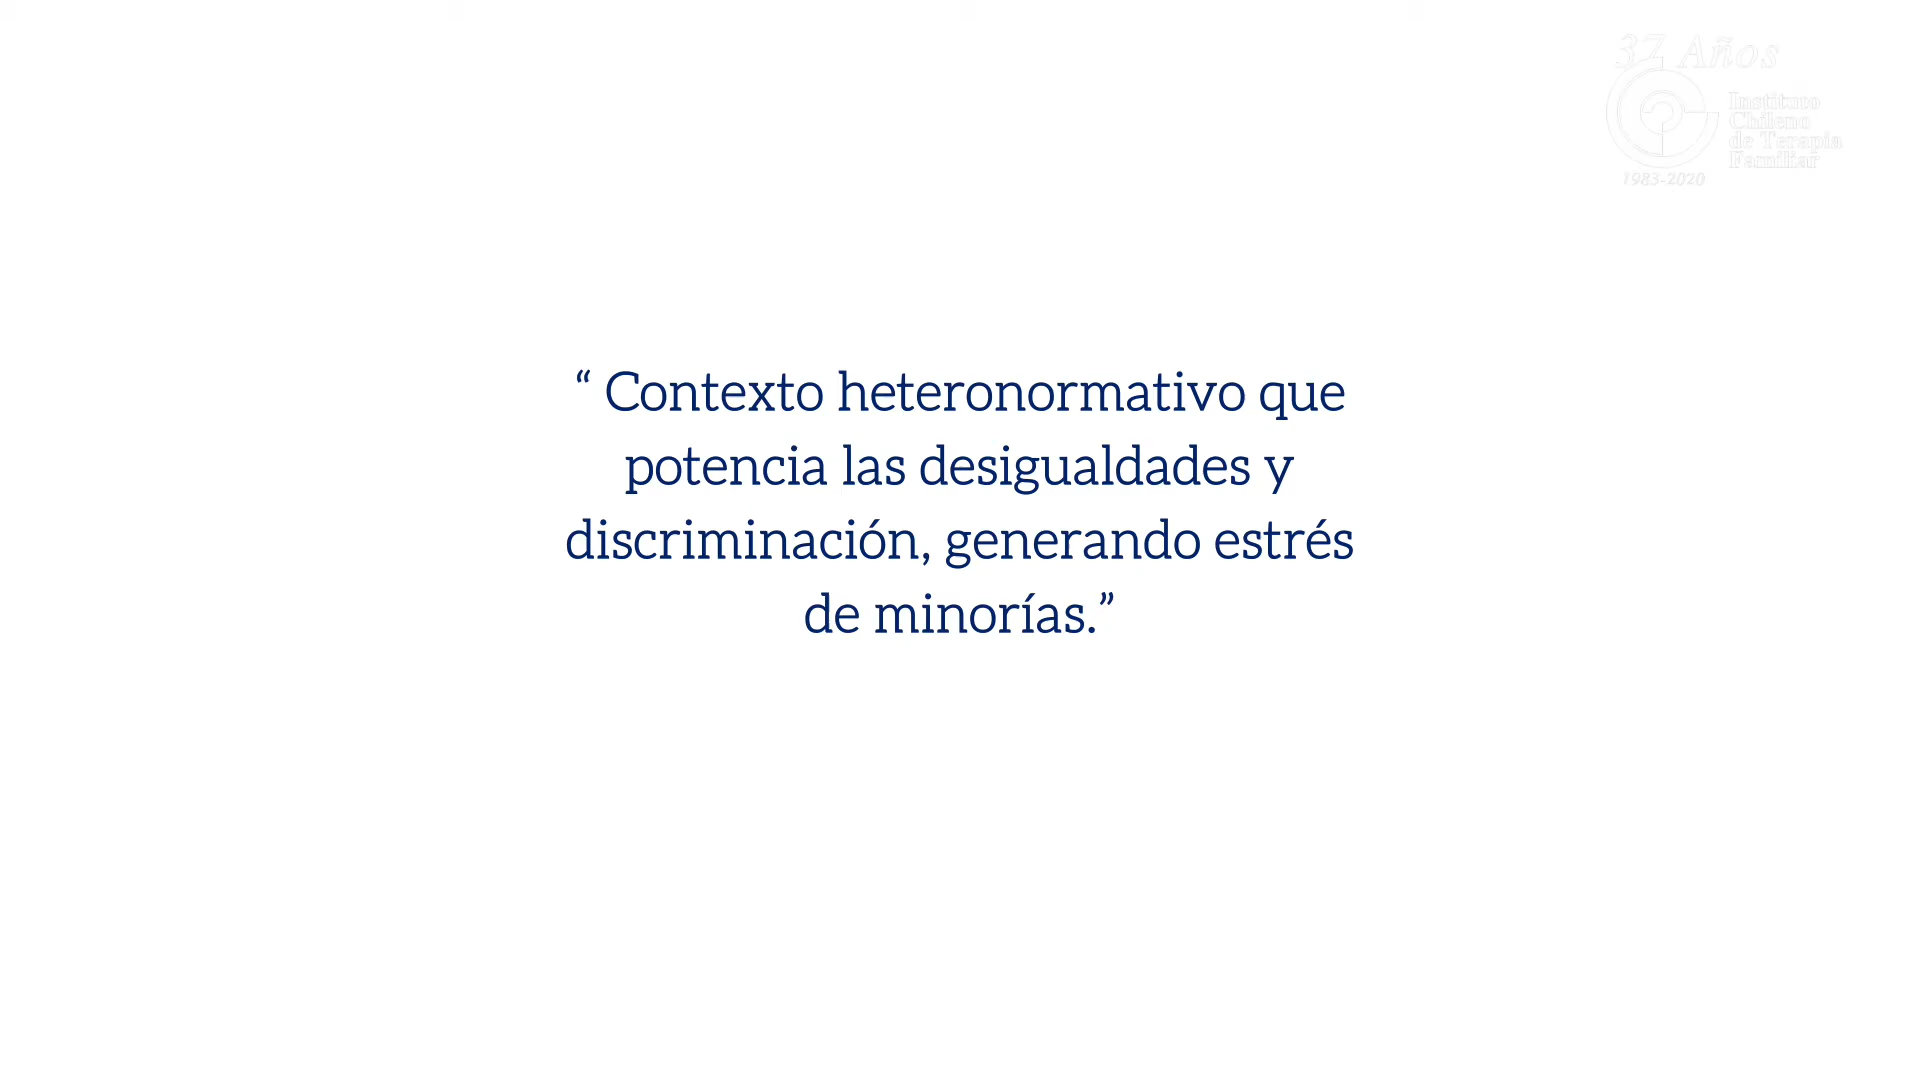 37 Años
Instituto
Chileno
de Terapia
Familiar
1983-2020
“ Contexto heteronormativo que
potencia las desigualdades y
discriminación, generando estrés
de minorías.”